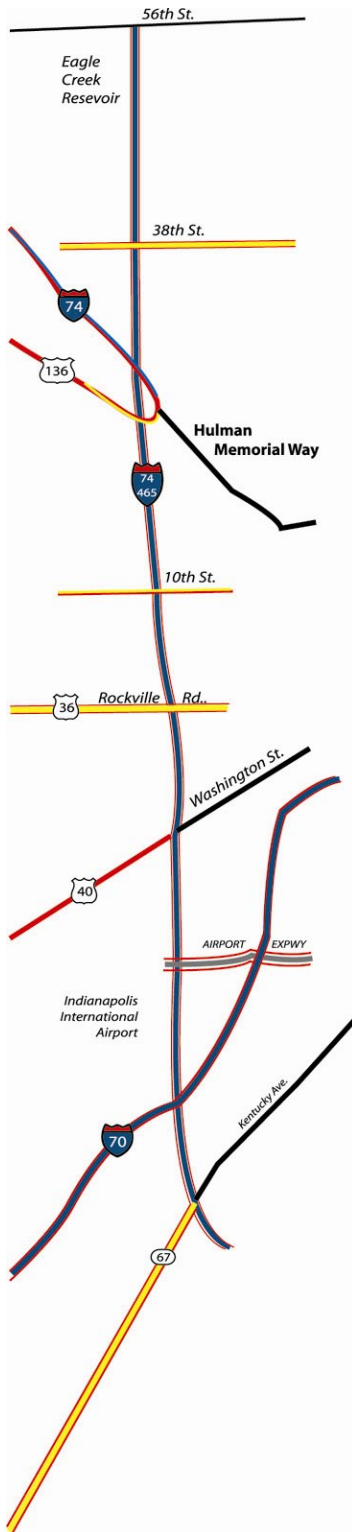 56th St.
Eagle
Creek
Resevoir
38th St.
74
136
Hulman
Memorial Way
74
465
10th St.
36
Rockville Rd..
Washington St.
40
AIRPORT EXPWY
Indianapolis
International
Airport
Kentucky Ave.
70
67